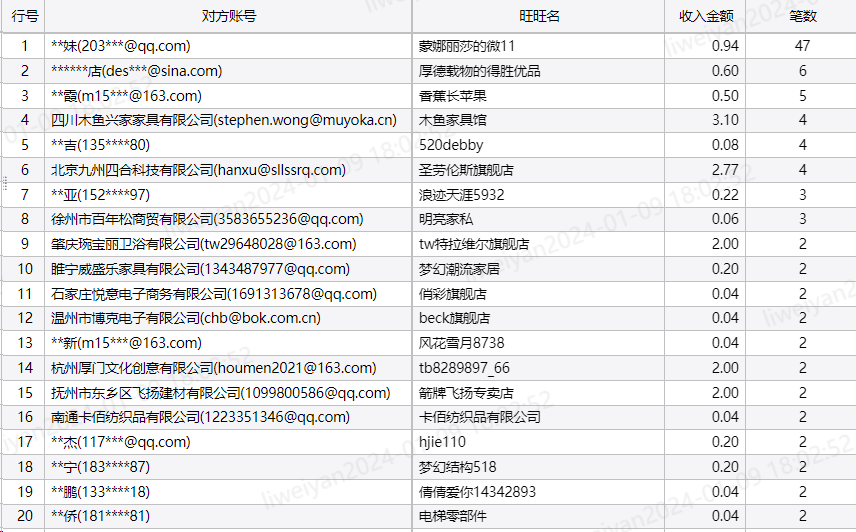 行号 对方账号 旺旺名 收入金额 笔数
1 **妹(203***@qq.com) 蒙娜丽莎的微11 0.94 47
2 ******店(des***@sina.com) 厚德载物的得胜优品 0.60 6
3 **霞(m15***@163.com) 香蕉长苹果 0.50 5
4 四川木鱼兴家家具有限公司(stephen.wong@muyoka.cn) 木鱼家具馆 3.10 4
5 **吉(135****80) 520debby 0.08 4
6 北京九州四合科技有限公司(hanxu@sllssrq.com) 圣劳伦斯旗舰店 2.77 4
7 **亚(152****97) 浪迹天涯5932 0.22 3
8 徐州市百年松商贸有限公司(3583655236@qq.com) 明亮家私 0.06 3
9 肇庆琬宝丽卫浴有限公司(tw29648028@163.com) tw特拉维尔旗舰店 2.00 2
10 睢宁威盛乐家具有限公司(1343487977@qq.com) 梦幻潮流家居 0.20 2
11 石家庄悦意电子商务有限公司(1691313678@qq.com) 俏彩旗舰店 0.04 2
12 温州市博克电子有限公司(chb@bok.com.cn) beck旗舰店 0.04 2
13 **新(m15***@163.com) 风花雪月8738 0.04 2
14 杭州厚门文化创意有限公司(houmen2021@163.com) tb8289897_66 2.00 2
15 抚州市东乡区飞扬建材有限公司(1099800586@qq.com) 箭牌飞扬专卖店 2.00 2
16 南通卡佰纺织品有限公司(1223351346@qq.com) 卡佰纺织品有限公司 0.04 2
17 **杰(117***@qq.com) hjie110 0.20 2
18 **宁(183****87) 梦幻结构518 0.20 2
19 **鹏(133****18) 倩倩爱你14342893 0.04 2
20 **侨(181****81) 电梯零部件 0.04 2
liweiyan2024-01-09 18:02:52